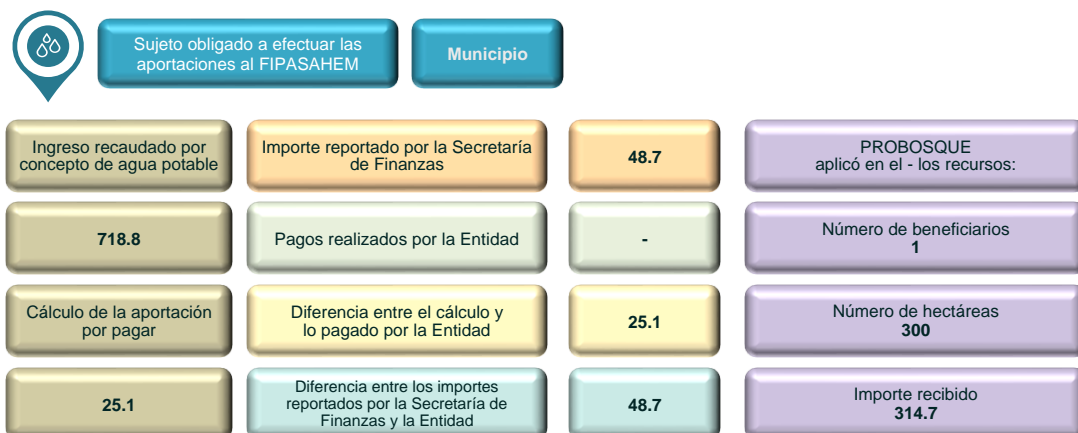 Sujeto obligado a efectuar las
aportaciones al FIPASAHEM
Municipio
Ingreso recaudado por
concepto de agua potable
Importe reportado por la Secretaría
de Finanzas
48.7
PROBOSQUE
aplicó en el - los recursos:
718.8
Pagos realizados por la Entidad
-
Número de beneficiarios
1
Cálculo de la aportación
por pagar
Diferencia entre el cálculo y
lo pagado por la Entidad
25.1
Número de hectáreas
300
25.1
Diferencia entre los importes
reportados por la Secretaría de
Finanzas y la Entidad
48.7
Importe recibido
314.7